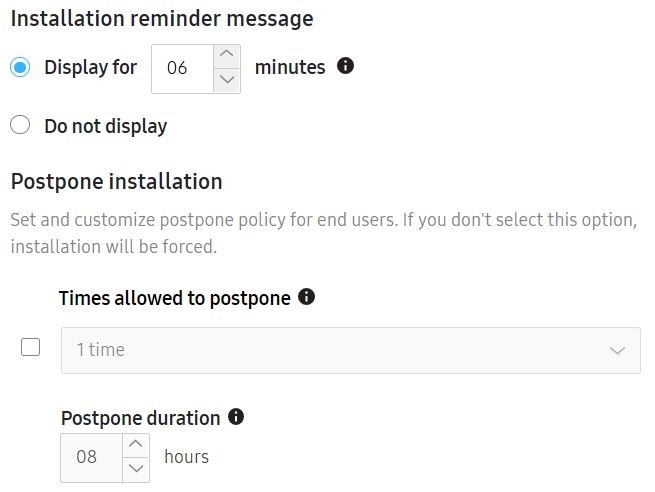 Installation reminder message
Display for 06 minutes
Do not display
Postpone installation
Set and customize postpone policy for end users. If you don't select this option,
installation will be forced.
Times allowed to postpone
1 time
Postpone duration
08 hours